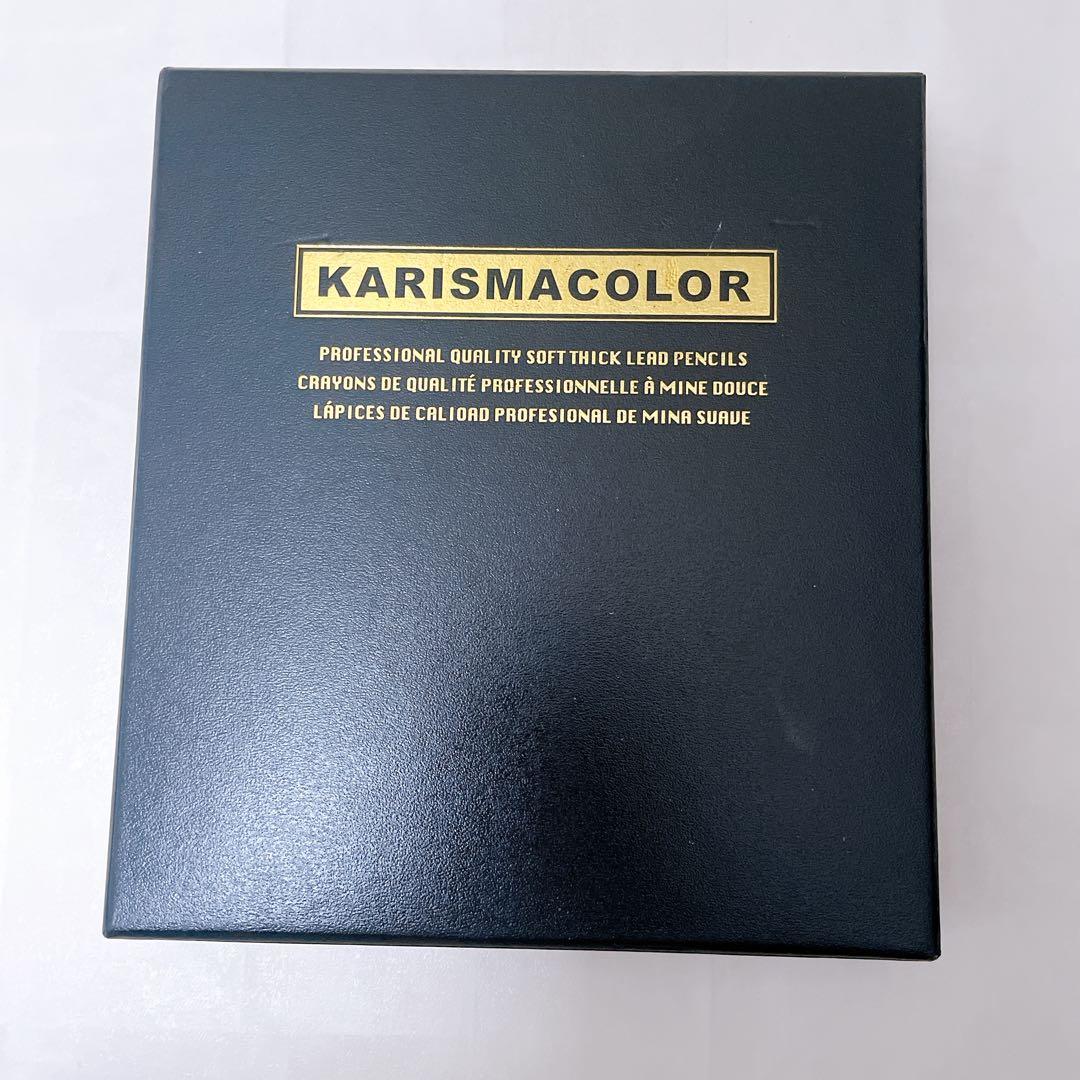 KARISMACOLOR
PROFESSIONAL QUALITY SOFT THICK LEAD PENCILS
CRAYONS DE QUALITÉ PROFESSIONNELLE À MINE DOUCE
LÁPICES DE CALIOAD PROFESIONAL DE MINA SUAVE